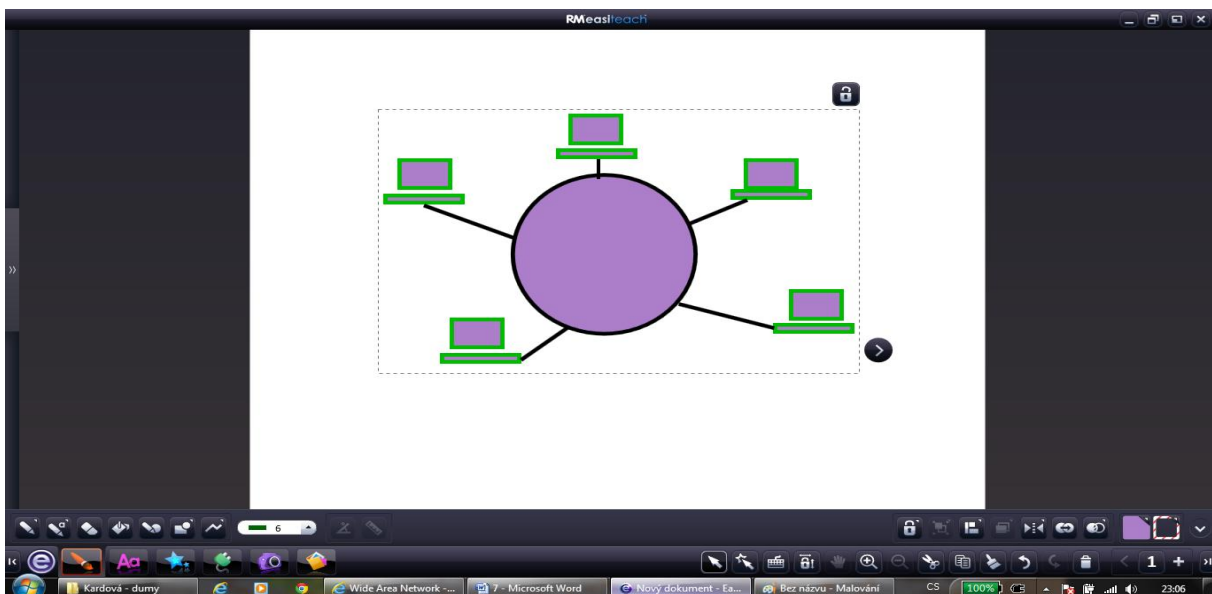 RMeasiteach
6
Aa
1
Kardová - dumy
Wide Area Network -...
7 - Microsoft Word
Nový dokument - Ea...
Bez názvu - Malování
CS
100%
23:06